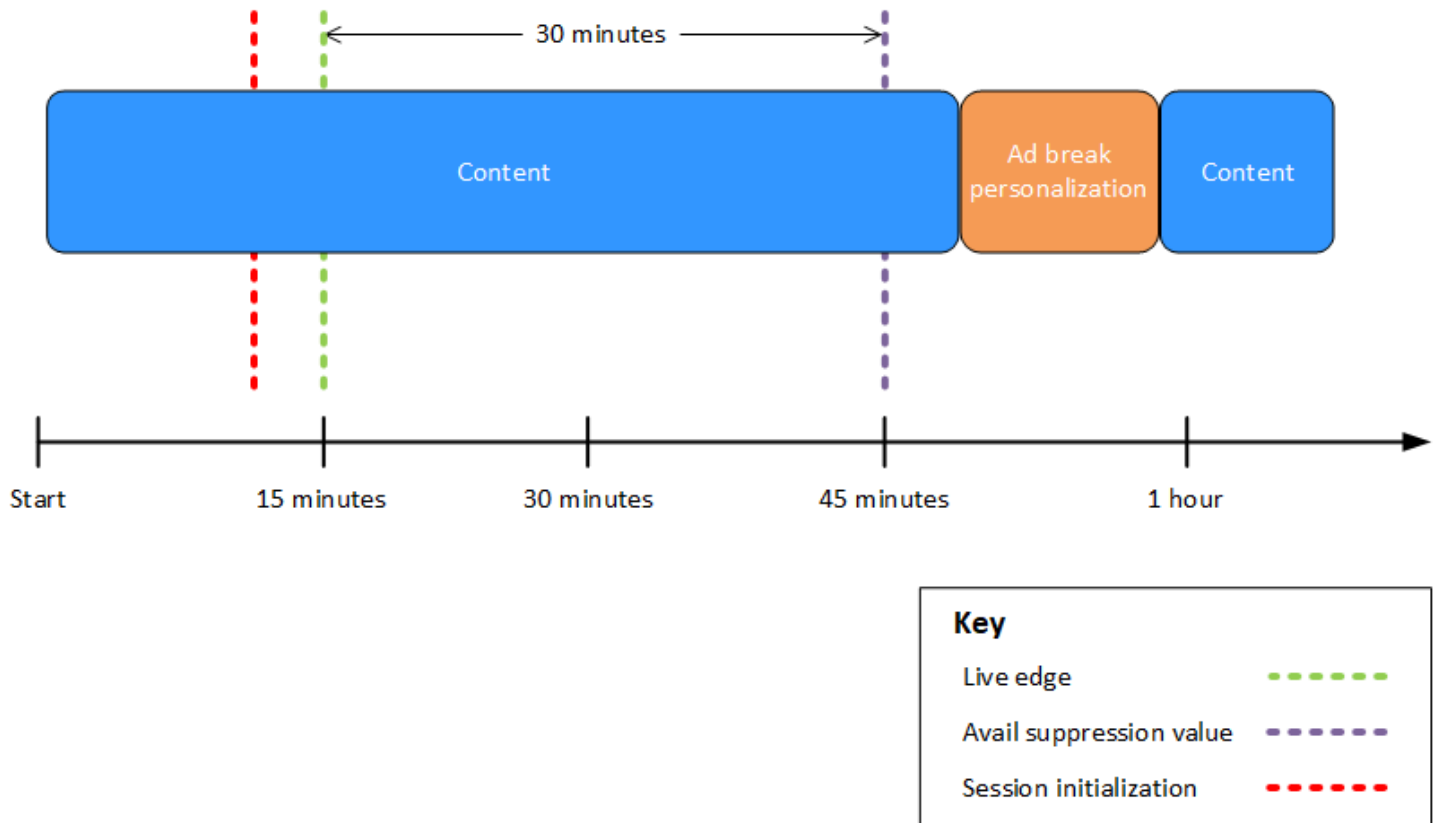 30 minutes
Content
Ad break
personalization
Content
Start
15 minutes
30 minutes
45 minutes
1 hour
Key
Live edge
Avail suppression value
Session initialization